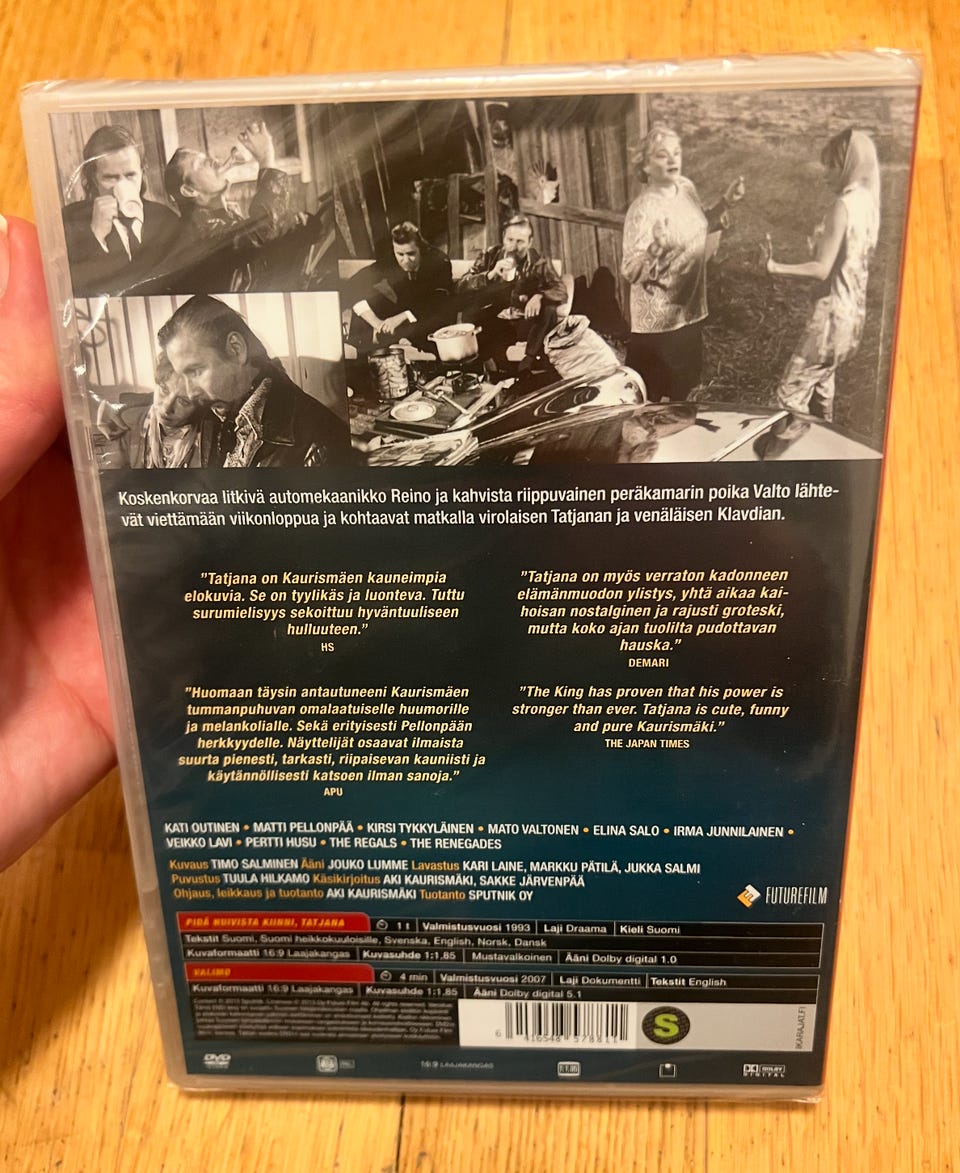 Koskenkorvaa litkivä automekaanikko Reino ja kahvista riippuvainen peräkamarin poika Valto lähte-
vät viettämään viikonloppua ja kohtaavat matkalla virolaisen Tatjanan ja venäläisen Klavdian.
"Tatjana on Kaurismäen kauneimpia
elokuvia. Se on tyylikäs ja luonteva. Tuttu
surumielisyys sekoittuu hyväntuuliseen
hulluuteen."
HS
"Tatjana on myös verraton kadonneen
elämänmuodon ylistys, yhtä aikaa kai-
hoisan nostalginen ja rajusti groteski,
mutta koko ajan tuolilta pudottavan
hauska."
DEMARI
"Huomaan täysin antautuneeni Kaurismäen
tummanpuhuvan omalaatuiselle huumorille
ja melankolialle. Sekä erityisesti Pellonpään
herkkyydelle. Näyttelijät osaavat ilmaista
suurta pienesti, tarkasti, riipaisevan kauniisti ja
käytännöllisesti katsoen ilman sanoja."
APU
"The King has proven that his power is
stronger than ever. Tatjana is cute, funny
and pure Kaurismäki."
THE JAPAN TIMES
KATI OUTINEN • MATTI PELLONPÄÄ • KIRSI TYKKYLÄINEN • MATO VALTONEN • ELINA SALO • IRMA JUNNILAINEN •
VEIKKO LAVI • PERTTI HUSU • THE REGALS • THE RENEGADES
Kuvaus TIMO SALMINEN Ääni JOUKO LUMME Lavastus KARI LAINE, MARKKU PÄTILÄ, JUKKA SALMI
Puvustus TUULA HILKAMO Käsikirjoitus AKI KAURISMÄKI, SAKKE JÄRVENPÄÄ
Ohjaus, leikkaus ja tuotanto AKI KAURISMÄKI Tuotanto SPUTNIK OY
FUTUREFILM
PIDÄ HUIVISTA KIINNI, TATJANA 1 t Valmistusvuosi 1993 Laji Draama Kieli Suomi
Tekstit Suomi, Suomi heikkokuuloisille, Svenska, English, Norsk, Dansk
Kuvaformaatti 16:9 Laajakangas Kuvasuhde 1:1.85 Mustavalkoinen Ääni Dolby digital 1.0
VALIMO 4 min Valmistusvuosi 2007 Laji Dokumentti Tekstit English
Kuvaformaatti 16:9 Laajakangas Kuvasuhde 1:1.85 Ääni Dolby digital 5.1
6 416548 578811
S
IKARAJAT.FI
DVD
16:9 LAAJAKANGAS
1:1.85
DOLBY
DIGITAL